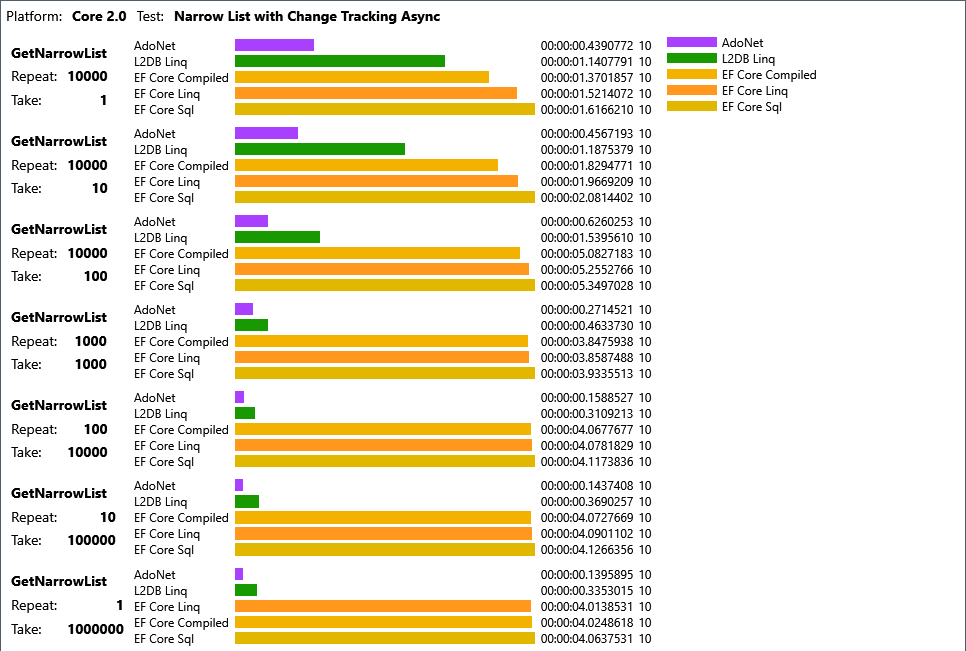 Platform: Core 2.0 Test: Narrow List with Change Tracking Async
GetNarrowList
Repeat: 10000
Take: 1
AdoNet 00:00:00.4390772 10
L2DB Linq 00:00:01.1407791 10
EF Core Compiled 00:00:01.3701857 10
EF Core Linq 00:00:01.5214072 10
EF Core Sql 00:00:01.6166210 10
AdoNet
L2DB Linq
EF Core Compiled
EF Core Linq
EF Core Sql
GetNarrowList
Repeat: 10000
Take: 10
AdoNet 00:00:00.4567193 10
L2DB Linq 00:00:01.1875379 10
EF Core Compiled 00:00:01.8294771 10
EF Core Linq 00:00:01.9669209 10
EF Core Sql 00:00:02.0814402 10
GetNarrowList
Repeat: 10000
Take: 100
AdoNet 00:00:00.6260253 10
L2DB Linq 00:00:01.5395610 10
EF Core Compiled 00:00:05.0827183 10
EF Core Linq 00:00:05.2552766 10
EF Core Sql 00:00:05.3497028 10
GetNarrowList
Repeat: 1000
Take: 1000
AdoNet 00:00:00.2714521 10
L2DB Linq 00:00:00.4633730 10
EF Core Compiled 00:00:03.8475938 10
EF Core Linq 00:00:03.8587488 10
EF Core Sql 00:00:03.9335513 10
GetNarrowList
Repeat: 100
Take: 10000
AdoNet 00:00:00.1588527 10
L2DB Linq 00:00:00.3109213 10
EF Core Compiled 00:00:04.0677677 10
EF Core Linq 00:00:04.0781829 10
EF Core Sql 00:00:04.1173836 10
GetNarrowList
Repeat: 10
Take: 100000
AdoNet 00:00:00.1437408 10
L2DB Linq 00:00:00.3690257 10
EF Core Compiled 00:00:04.0727669 10
EF Core Linq 00:00:04.0901102 10
EF Core Sql 00:00:04.1266356 10
GetNarrowList
Repeat: 1
Take: 1000000
AdoNet 00:00:00.1395895 10
L2DB Linq 00:00:00.3353015 10
EF Core Linq 00:00:04.0138531 10
EF Core Compiled 00:00:04.0248618 10
EF Core Sql 00:00:04.0637531 10